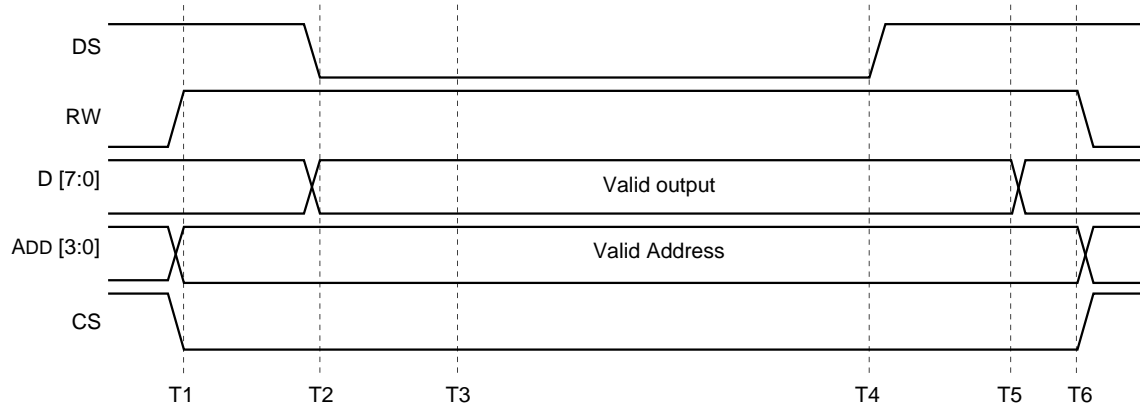 DS
RW
D [7:0]
Valid output
ADD [3:0]
Valid Address
CS
T1 T2 T3 T4 T5 T6